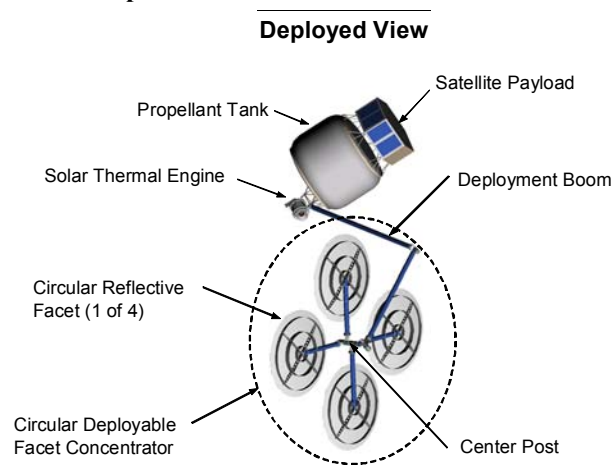 Deployed View
Satellite Payload
Propellant Tank
Solar Thermal Engine
Deployment Boom
Circular Reflective
Facet (1 of 4)
Circular Deployable
Facet Concentrator
Center Post